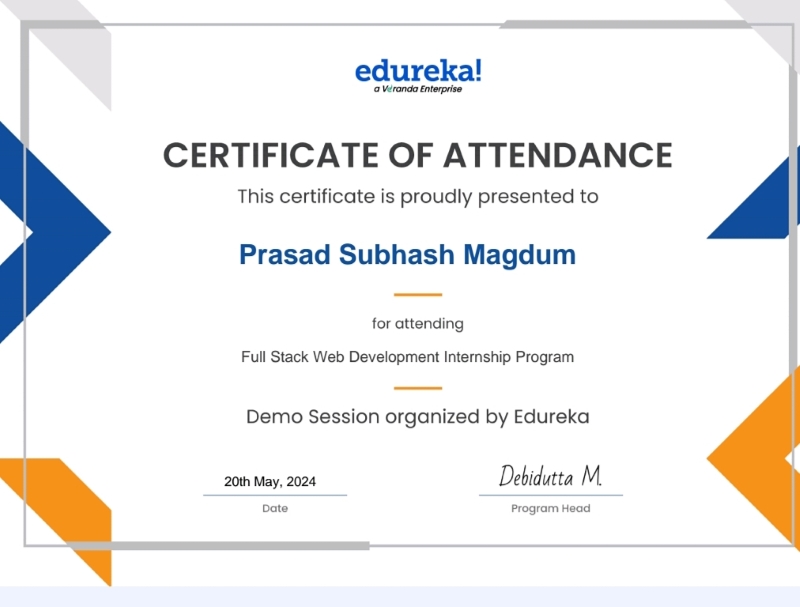 edureka!
a Veranda Enterprise
CERTIFICATE OF ATTENDANCE
This certificate is proudly presented to
Prasad Subhash Magdum
for attending
Full Stack Web Development Internship Program
Demo Session organized by Edureka
20th May, 2024
Debidutta M.
Date
Program Head